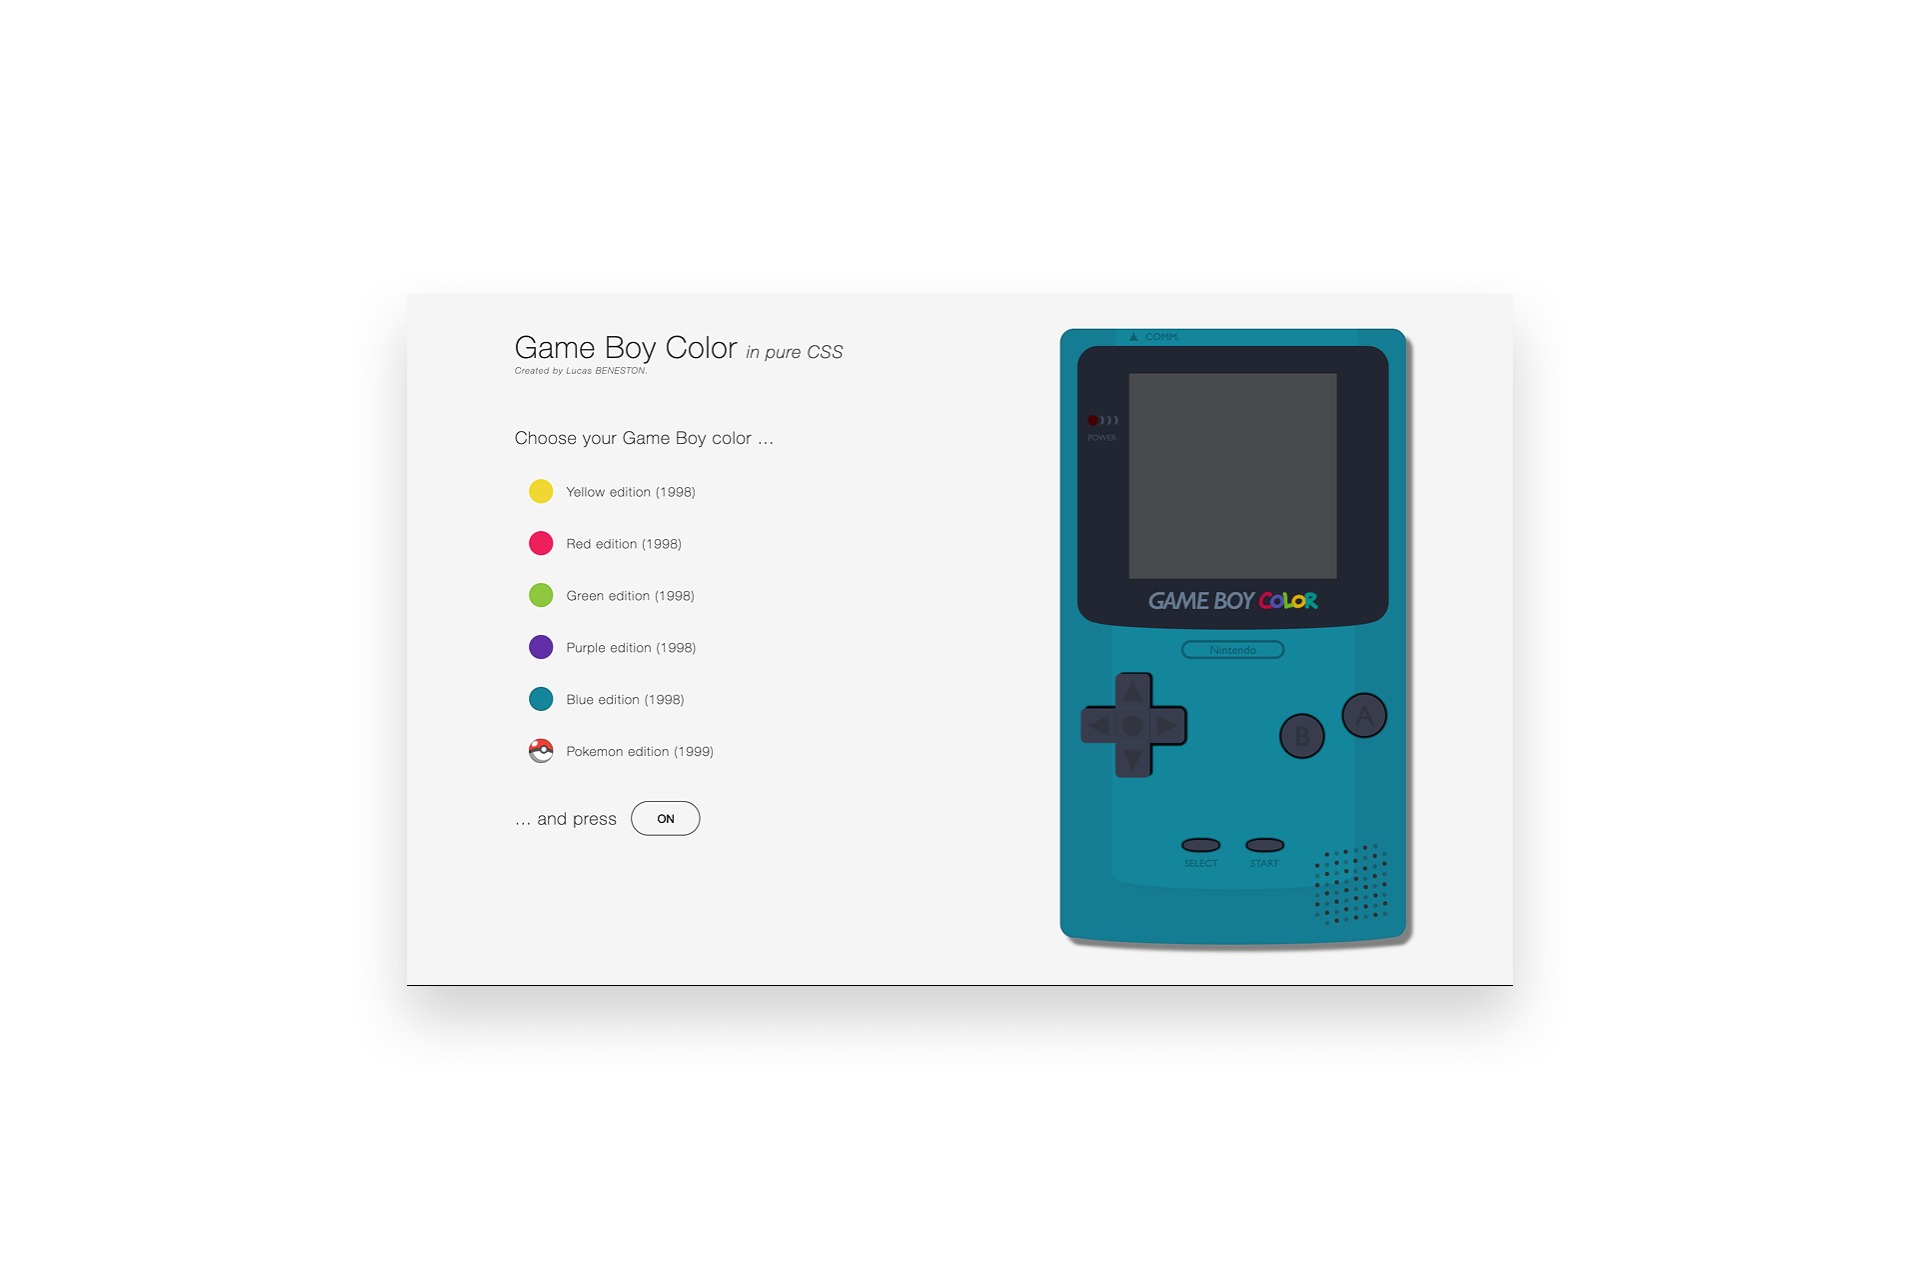 Game Boy Color in pure CSS
Created by Lucas BENESTON.
Choose your Game Boy color ...
Yellow edition (1998)
Red edition (1998)
Green edition (1998)
Purple edition (1998)
Blue edition (1998)
Pokemon edition (1999)
... and press ON
COMM.
POWER
GAME BOY COLOR
Nintendo
B A
SELECT START